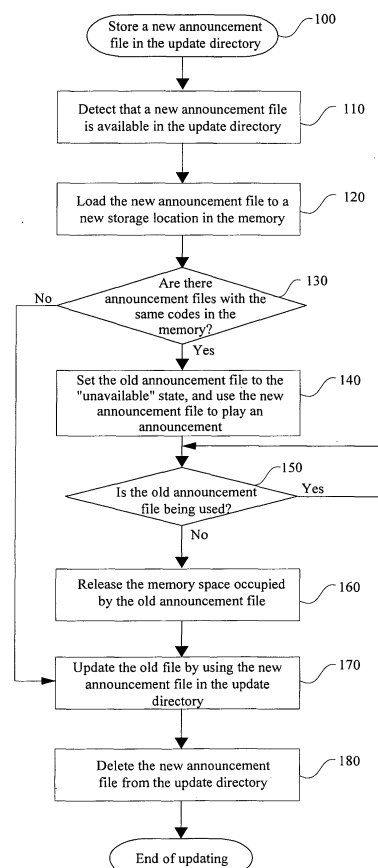 Store a new announcement
file in the update directory
100
Detect that a new announcement file
is available in the update directory
110
Load the new announcement file to a
new storage location in the memory
120
Are there
announcement files with the
same codes in the
memory?
130
No
Yes
Set the old announcement file to the
"unavailable" state, and use the new
announcement file to play an
announcement
140
Is the old announcement
file being used?
150
Yes
No
Release the memory space occupied
by the old announcement file
160
Update the old file by using the new
announcement file in the update
directory
170
Delete the new announcement
file from the update directory
180
End of updating